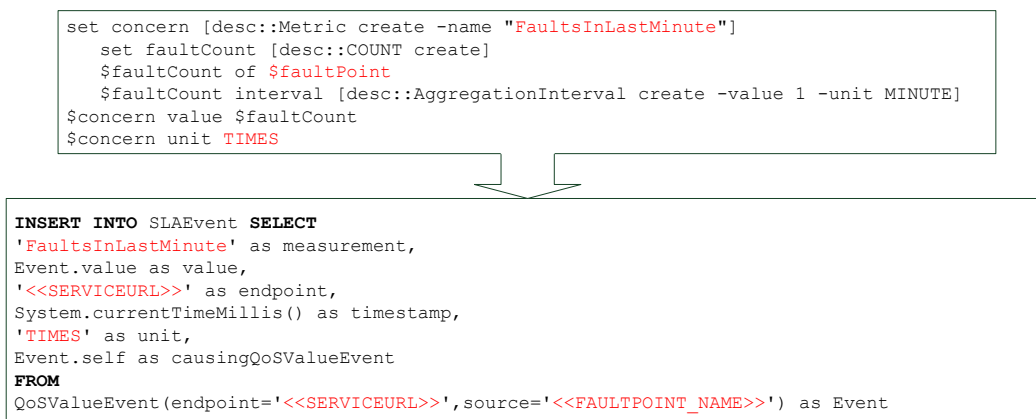 set concern [desc::Metric create -name "FaultsInLastMinute"]
   set faultCount [desc::COUNT create]
   $faultCount of $faultPoint
   $faultCount interval [desc::AggregationInterval create -value 1 -unit MINUTE]
$concern value $faultCount
$concern unit TIMES
INSERT INTO SLAEvent SELECT
'FaultsInLastMinute' as measurement,
Event.value as value,
'<<SERVICEURL>>' as endpoint,
System.currentTimeMillis() as timestamp,
'TIMES' as unit,
Event.self as causingQoSValueEvent
FROM
QoSValueEvent(endpoint='<<SERVICEURL>>',source='<<FAULTPOINT_NAME>>') as Event